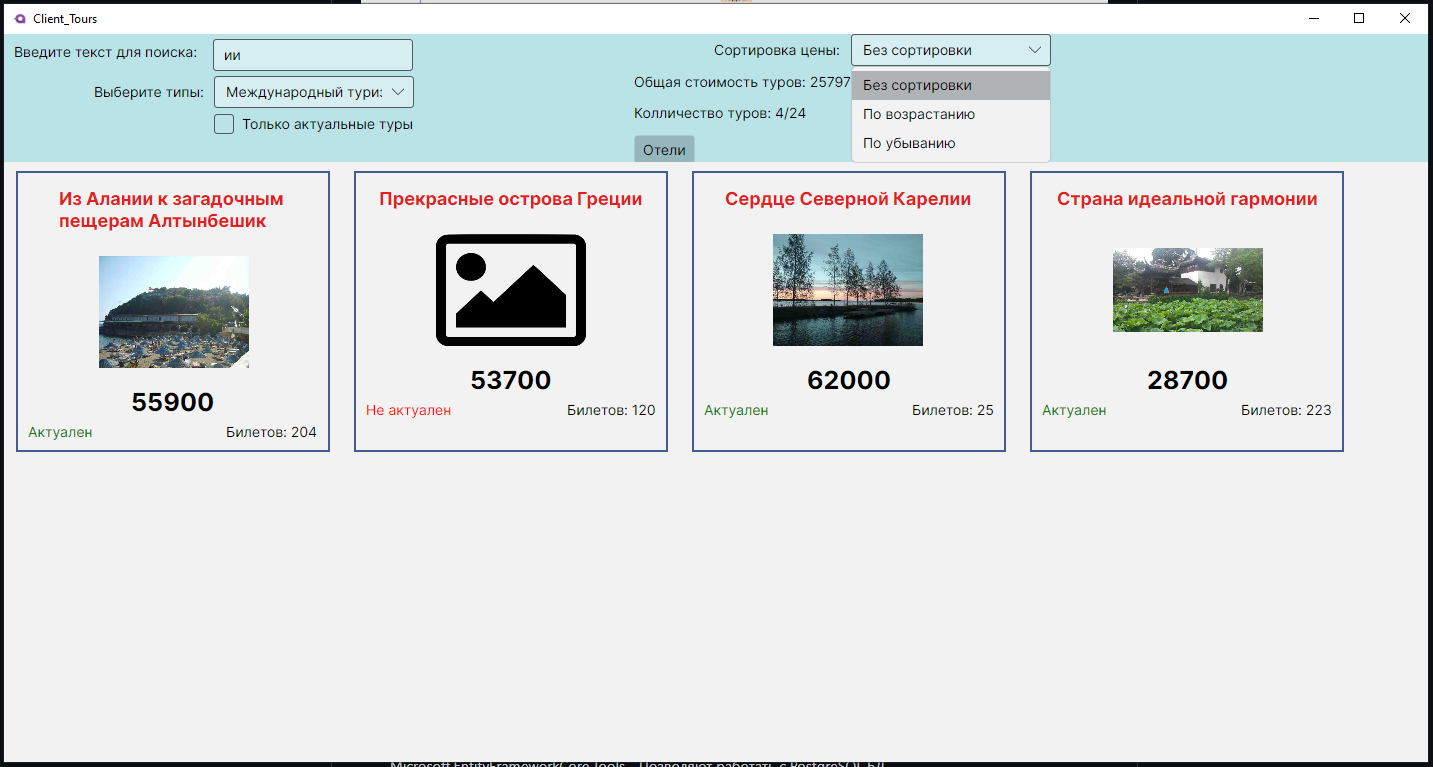 Client_Tours
Введите текст для поиска:
ии
Выберите типы:
Международный тури
Только актуальные туры
Сортировка цены:
Без сортировки
Без сортировки
По возрастанию
По убыванию
Общая стоимость туров: 25797
Колличество туров: 4/24
Отели
Из Алании к загадочным
пещерам Алтынбешик
55900
Актуален
Билетов: 204
Прекрасные острова Греции
53700
Не актуален
Билетов: 120
Сердце Северной Карелии
62000
Актуален
Билетов: 25
Страна идеальной гармонии
28700
Актуален
Билетов: 223